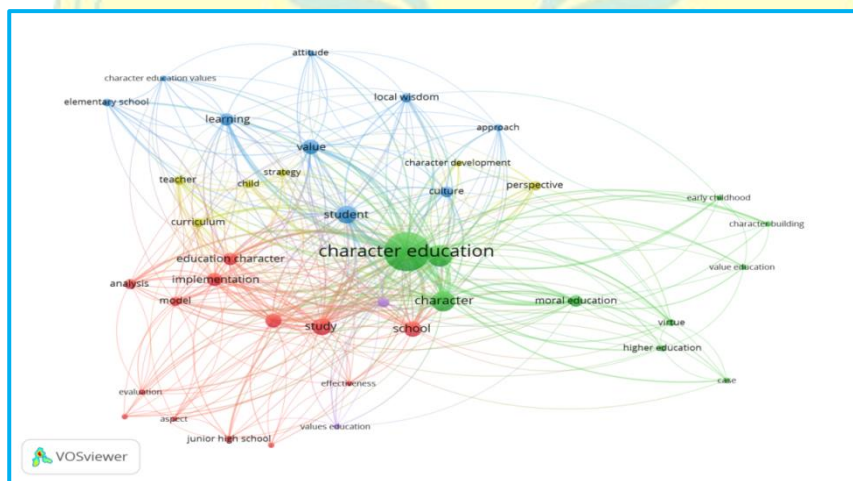 attitude
character education values
elementary school
local wisdom
learning
approach
value
character development
strategy
teacher
child
perspective
culture
early childhood
student
curriculum
character building
character education
education character
value education
implementation
analysis
model
character
moral education
study
school
virtue
higher education
case
effectiveness
evaluation
aspect
values education
junior high school
VOSviewer